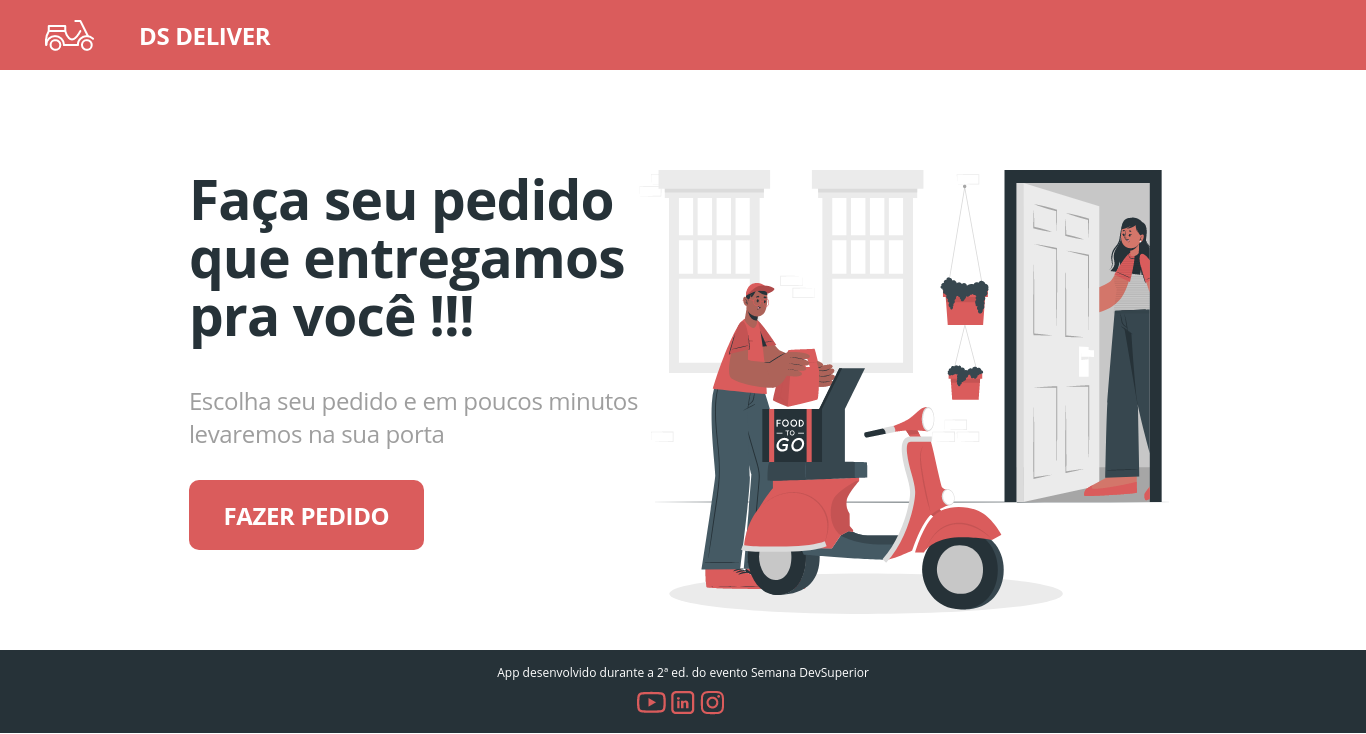 DS DELIVER
Faça seu pedido
que entregamos
pra você !!!
Escolha seu pedido e em poucos minutos
levaremos na sua porta
FAZER PEDIDO
FOOD
TO
GO
App desenvolvido durante a 2ª ed. do evento Semana DevSuperior
in